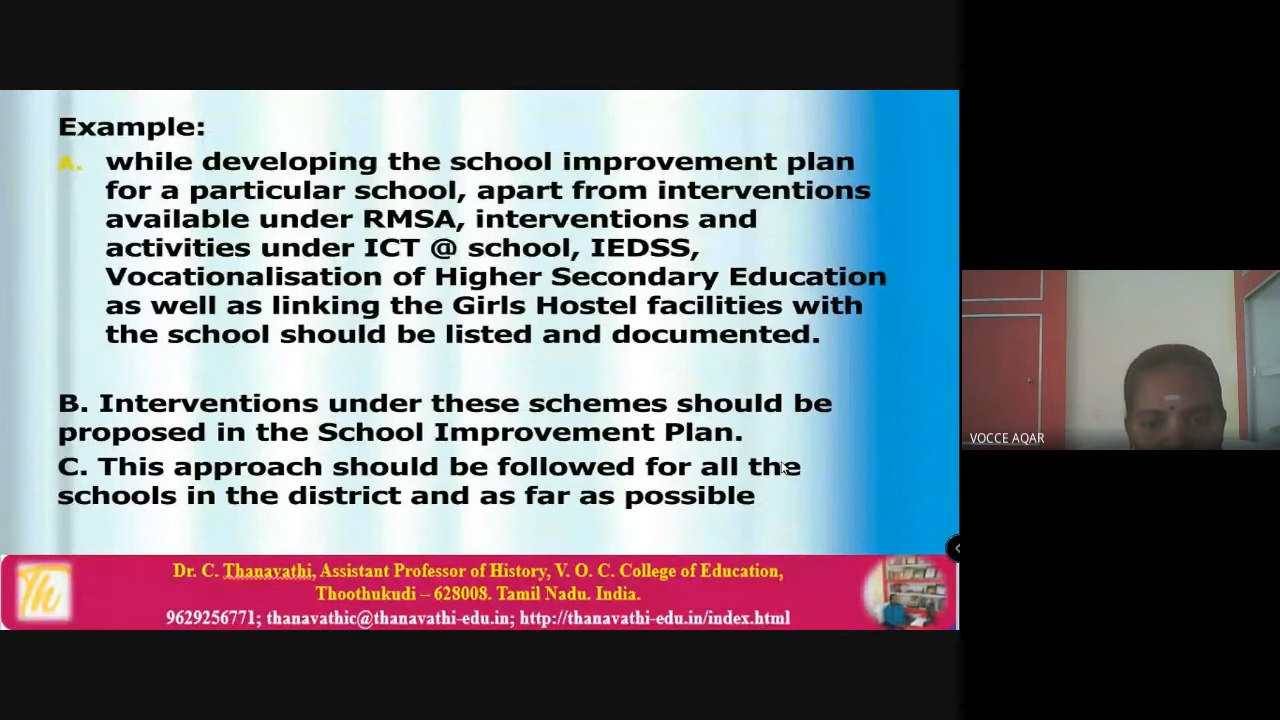 Example:
A. while developing the school improvement plan
for a particular school, apart from interventions
available under RMSA, interventions and
activities under ICT @ school, IEDSS,
Vocationalisation of Higher Secondary Education
as well as linking the Girls Hostel facilities with
the school should be listed and documented.
B. Interventions under these schemes should be
proposed in the School Improvement Plan.
C. This approach should be followed for all the
schools in the district and as far as possible
Th
Dr. C. Thanavathi, Assistant Professor of History, V. O. C. College of Education,
Thoothukudi – 628008. Tamil Nadu. India.
9629256771; thanavathic@thanavathi-edu.in; http://thanavathi-edu.in/index.html
VOCCE AQAR